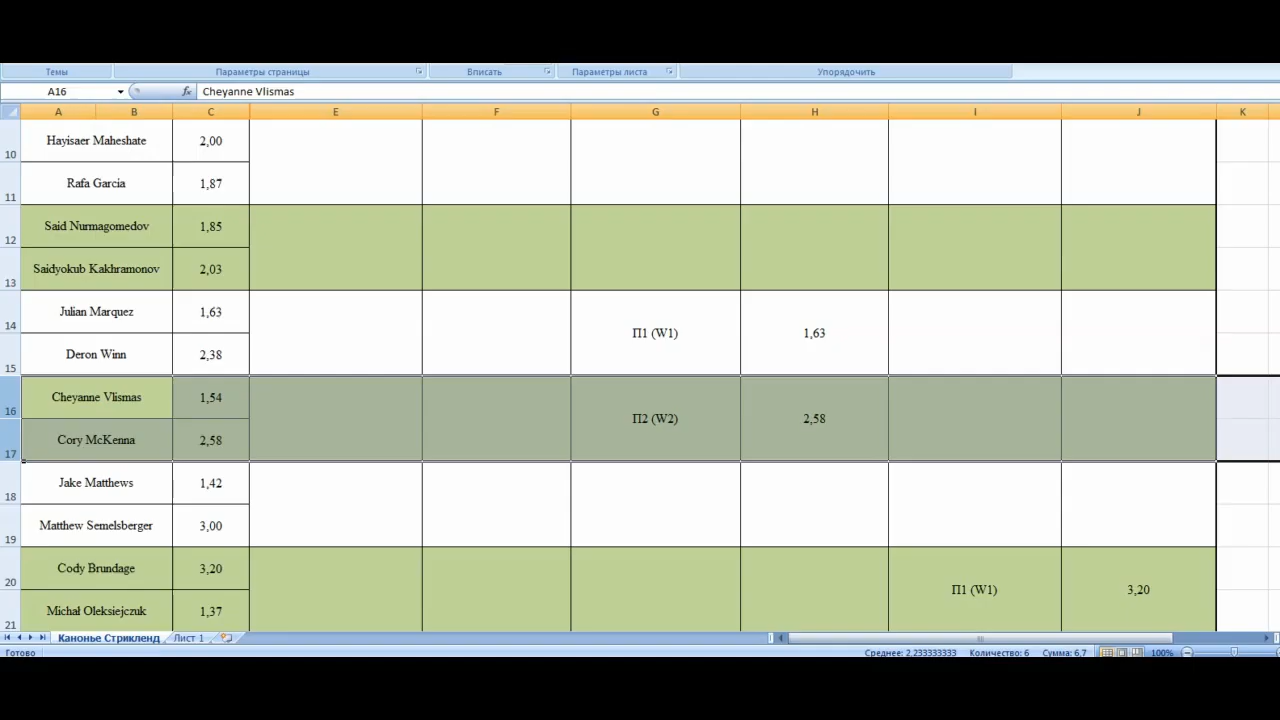 Темы Параметры страницы Вписать Параметры листа Упорядочить
A16 fx Cheyanne Vlismas
A B C E F G H I J K
10 Hayisaer Maheshate 2,00
11 Rafa Garcia 1,87
12 Said Nurmagomedov 1,85
13 Saidyokub Kakhramonov 2,03
14 Julian Marquez 1,63 П1 (W1) 1,63
15 Deron Winn 2,38
16 Cheyanne Vlismas 1,54 П2 (W2) 2,58
17 Cory McKenna 2,58
18 Jake Matthews 1,42
19 Matthew Semelsberger 3,00
20 Cody Brundage 3,20 П1 (W1) 3,20
21 Michał Oleksiejczuk 1,37
Канонье Стрикленд Лист 1
Готово Среднее: 2,233333333 Количество: 6 Сумма: 6,7 100%